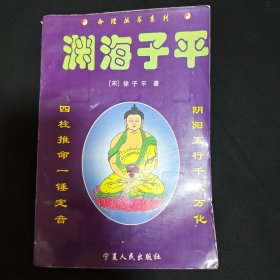 命理丛书系列
渊海子平
[宋] 徐子平 著
阴阳五行千变万化
四柱推命一锤定音
宁夏人民出版社